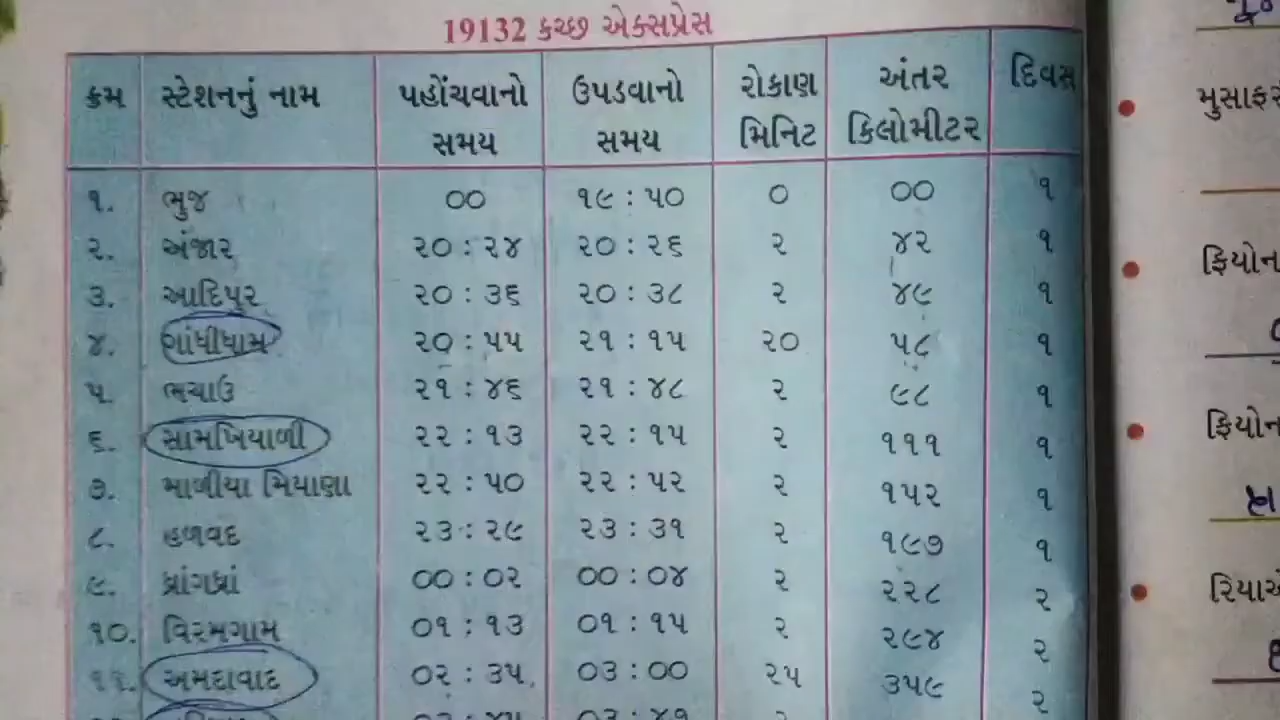 19132 કચ્છ એક્સપ્રેસ
ક્રમ સ્ટેશનનું નામ પહોંચવાનો સમય ઉપડવાનો સમય રોકાણ મિનિટ અંતર કિલોમીટર દિવસ
૧. ભુજ ૦૦ ૧૯ : ૫૦ ૦ ૦૦ ૧
૨. અંજાર ૨૦ : ૨૪ ૨૦ : ૨૬ ૨ ૪૨ ૧
૩. આદિપુર ૨૦ : ૩૬ ૨૦ : ૩૮ ૨ ૪૯ ૧
૪. ગાંધીધામ ૨૦ : ૫૫ ૨૧ : ૧૫ ૨૦ ૫૮ ૧
૫. ભચાઉ ૨૧ : ૪૬ ૨૧ : ૪૮ ૨ ૯૮ ૧
૬. સામખિયાળી ૨૨ : ૧૩ ૨૨ : ૧૫ ૨ ૧૧૧ ૧
૭. માળીયા મિયાણા ૨૨ : ૫૦ ૨૨ : ૫૨ ૨ ૧૫૨ ૧
૮. હળવદ ૨૩ : ૨૯ ૨૩ : ૩૧ ૨ ૧૯૭ ૧
૯. ધ્રાંગધ્રાં ૦૦ : ૦૨ ૦૦ : ૦૪ ૨ ૨૨૮ ૨
૧૦. વિરમગામ ૦૧ : ૧૩ ૦૧ : ૧૫ ૨ ૨૯૪ ૨
૧૧. અમદાવાદ ૦૨ : ૩૫ ૦૩ : ૦૦ ૨૫ ૩૫૯ ૨